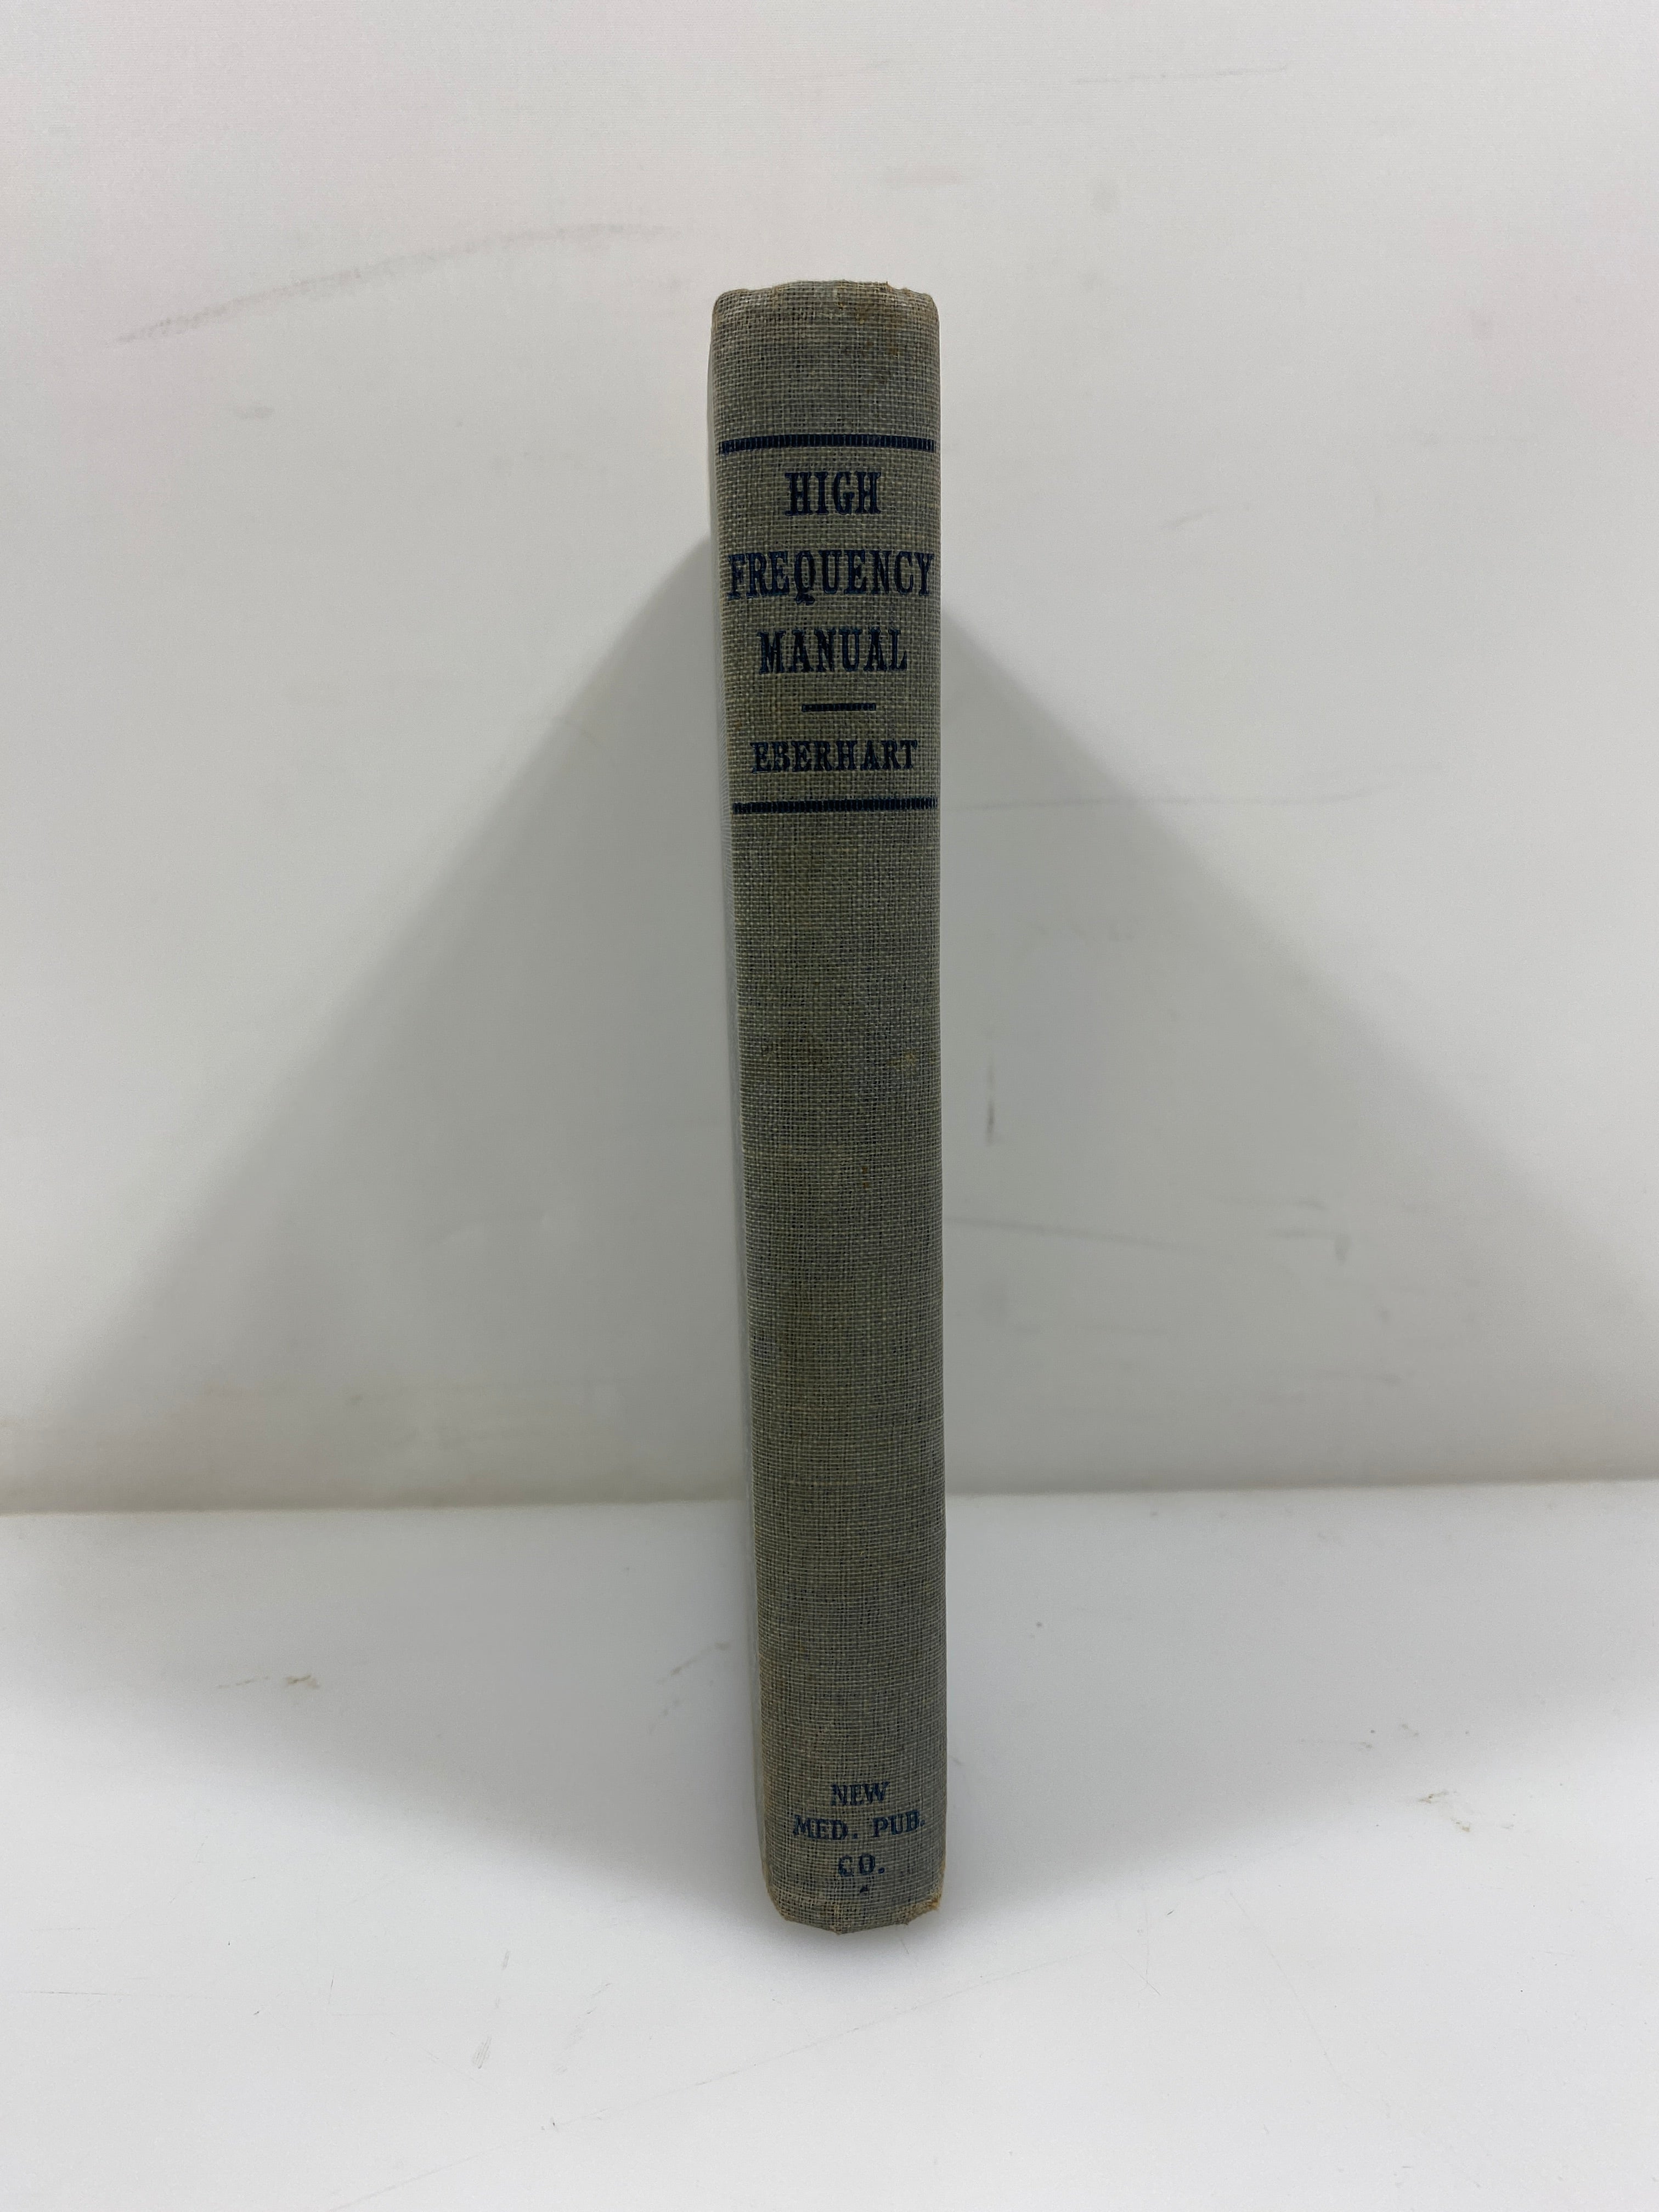 HIGH
FREQUENCY
MANUAL
EBERHART
NEW
MED. PUB.
CO.